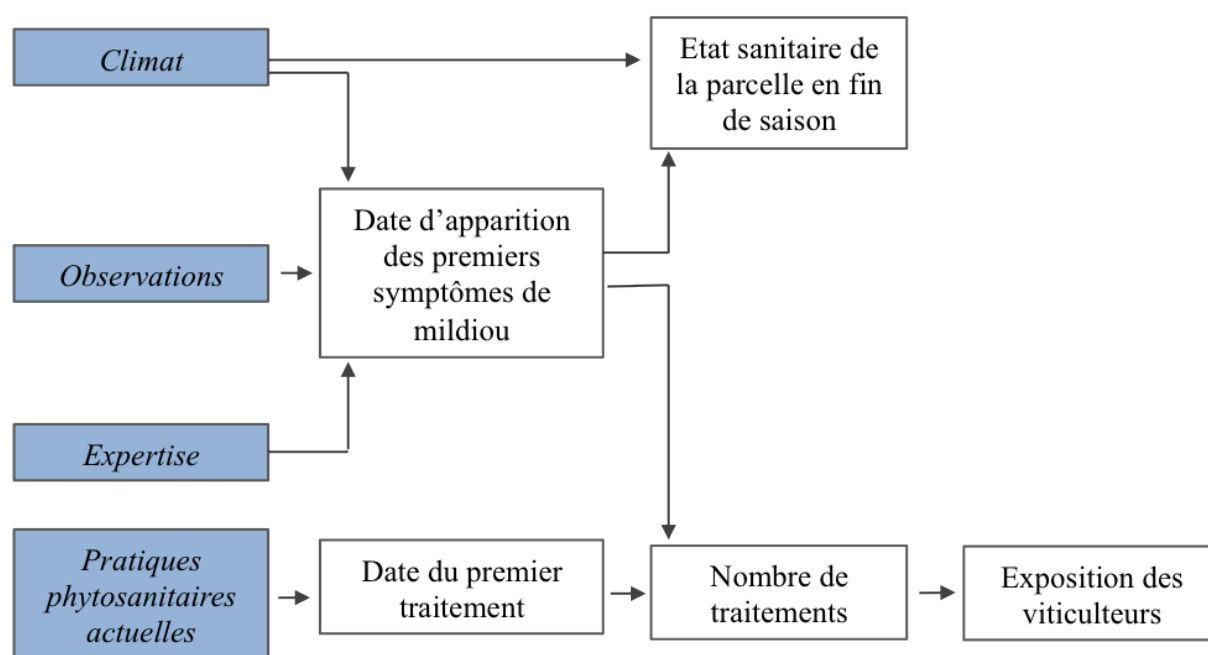 Climat
Etat sanitaire de
la parcelle en fin
de saison
Date d’apparition
des premiers
symptômes de
mildiou
Observations
Expertise
Pratiques
phytosanitaires
actuelles
Date du premier
traitement
Nombre de
traitements
Exposition des
viticulteurs